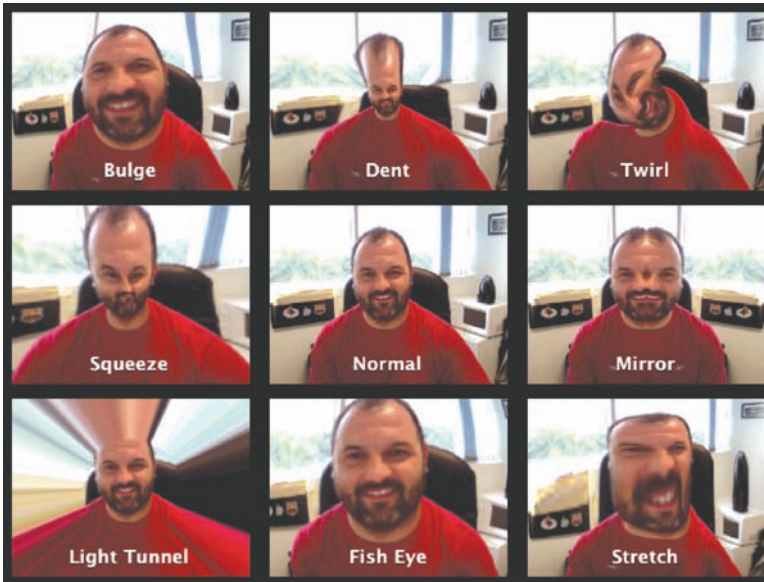 Bulge
Dent
Twirl
Squeeze
Normal
Mirror
Light Tunnel
Fish Eye
Stretch